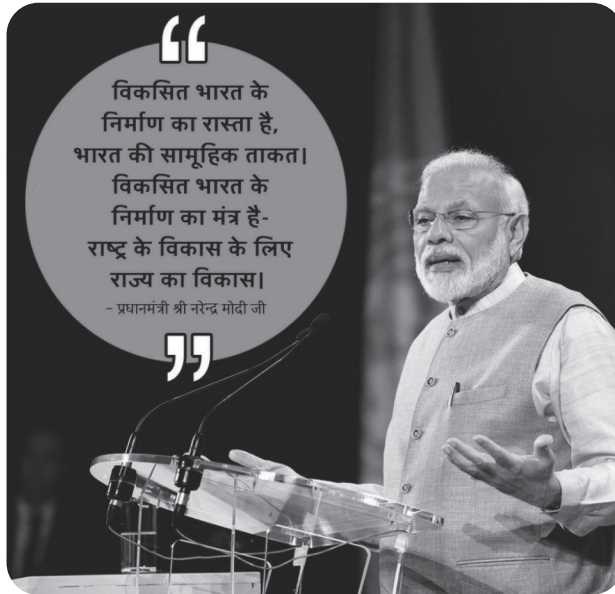 विकसित भारत के
निर्माण का रास्ता है,
भारत की सामूहिक ताकत।
विकसित भारत के
निर्माण का मंत्र है-
राष्ट्र के विकास के लिए
राज्य का विकास।
– प्रधानमंत्री श्री नरेन्द्र मोदी जी